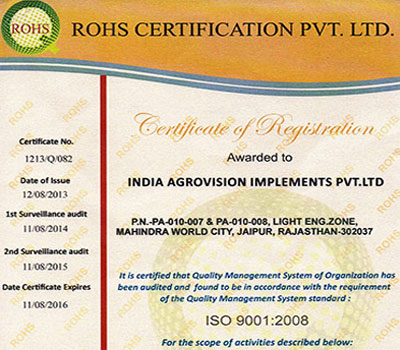 ROHS
ROHS CERTIFICATION PVT. LTD.
Certificate of Registration
Certificate No.
1213/Q/082
Date of Issue
12/08/2013
1st Surveillance audit
11/08/2014
2nd Surveillance audit
11/08/2015
Date Certificate Expires
11/08/2016
Awarded to
INDIA AGROVISION IMPLEMENTS PVT.LTD
P.N.-PA-010-007 & PA-010-008, LIGHT ENG.ZONE,
MAHINDRA WORLD CITY, JAIPUR, RAJASTHAN-302037
It is certified that Quality Management System of Organization has
been audited and found to be in accordance with the requirement
of the Quality Management System standard :
ISO 9001:2008
For the scope of activities described below: